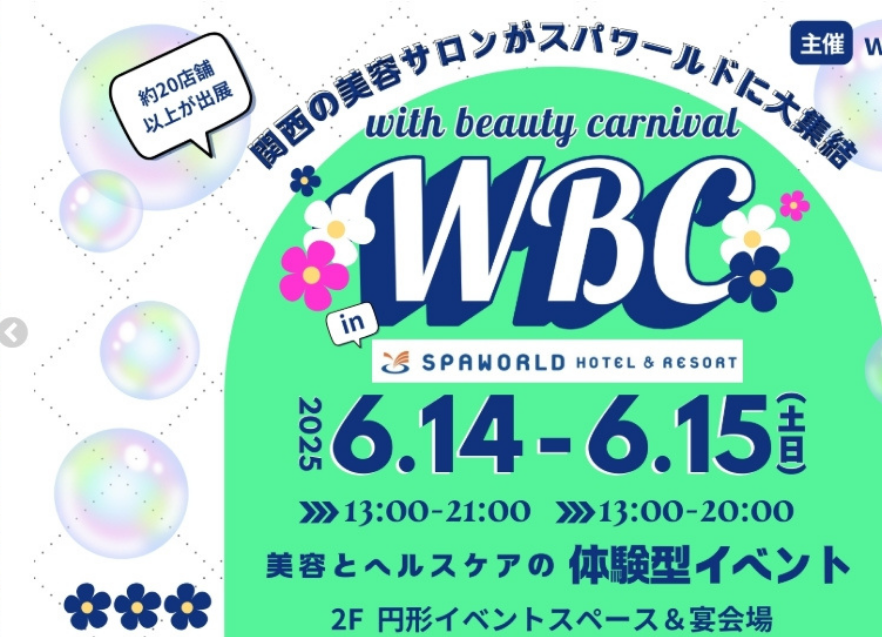 約20店舗
以上が出展
関西の美容サロンがスパワールドに大集結
主催
with beauty carnival
WBC
in
SPAWORLD HOTEL & RESORT
2025
6.14-6.15(土日)
13:00-21:00 13:00-20:00
美容とヘルスケアの 体験型イベント
2F 円形イベントスペース&宴会場